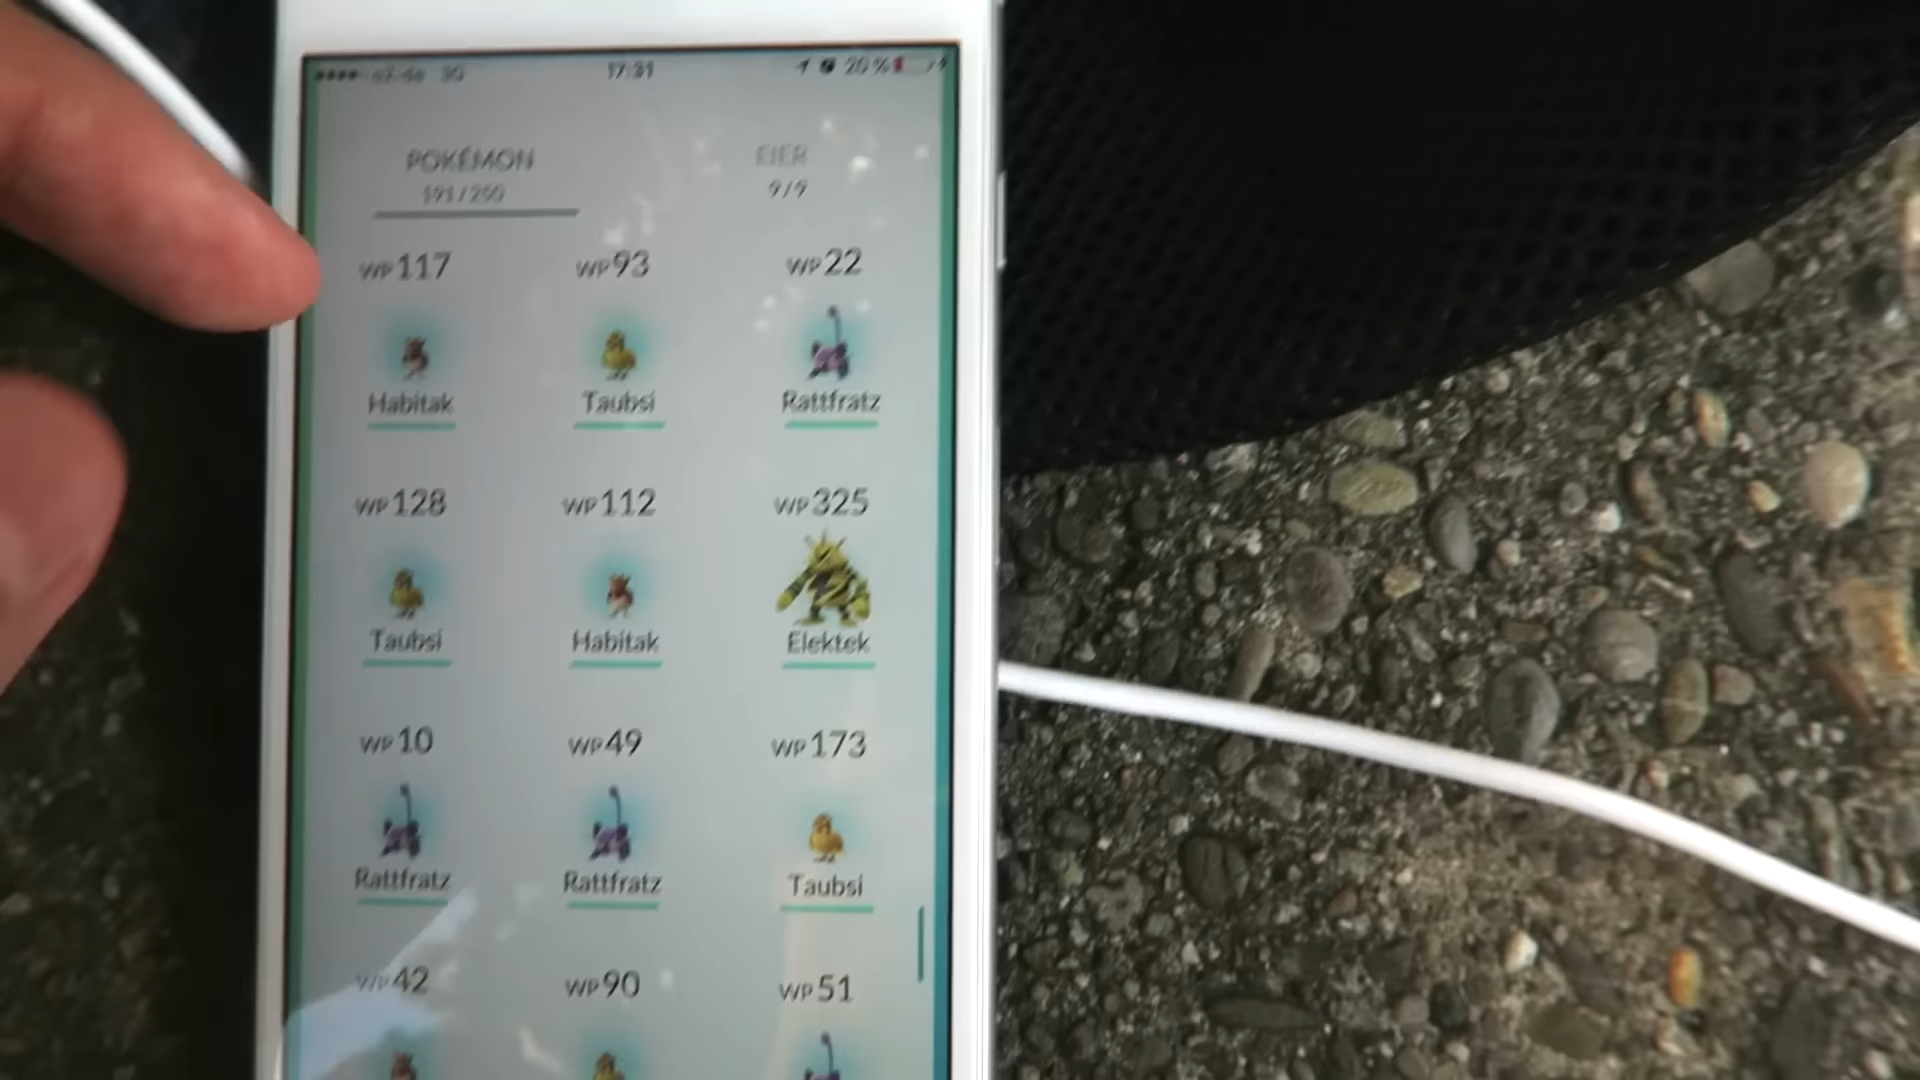 17:31 20%
POKÉMON EIER
191/250 9/9
WP117 WP93 WP22
Habitak Taubsi Rattfratz
WP128 WP112 WP325
Taubsi Habitak Elektek
WP10 WP49 WP173
Rattfratz Rattfratz Taubsi
WP42 WP90 WP51